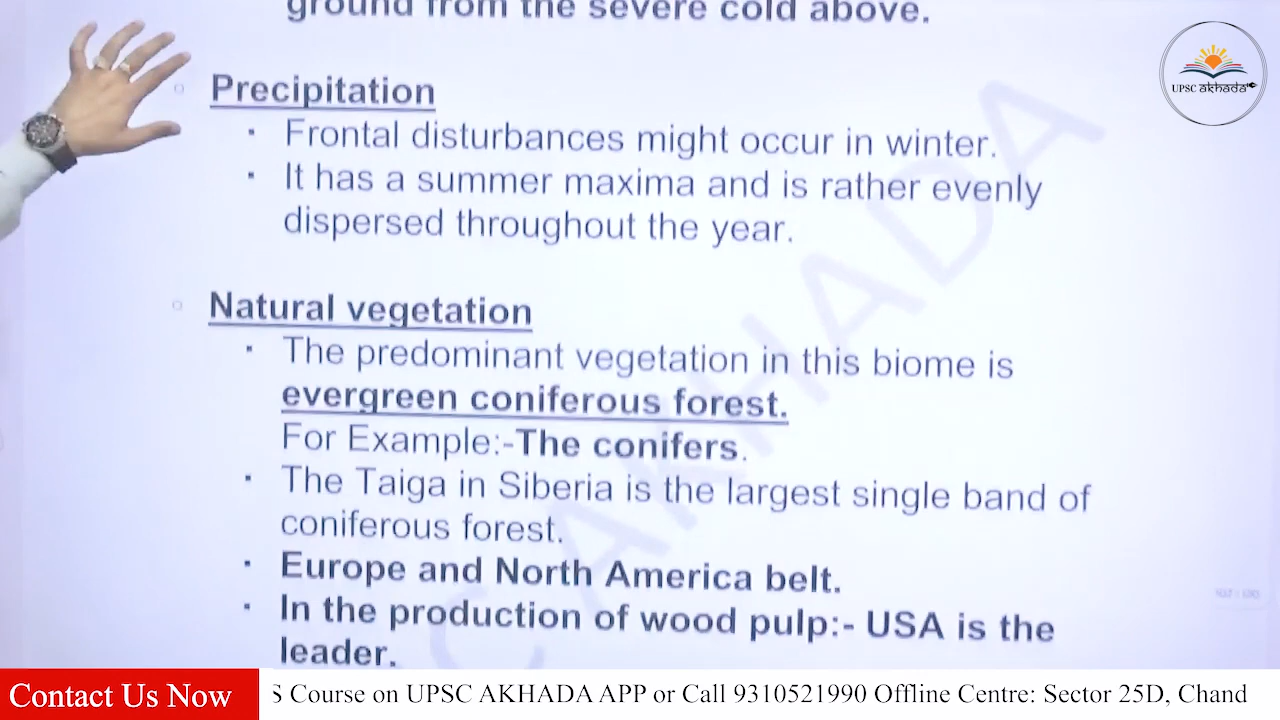 ground from the severe cold above.
UPSC akhada
Precipitation
Frontal disturbances might occur in winter.
It has a summer maxima and is rather evenly
dispersed throughout the year.
Natural vegetation
The predominant vegetation in this biome is
evergreen coniferous forest.
For Example:-The conifers.
The Taiga in Siberia is the largest single band of
coniferous forest.
Europe and North America belt.
In the production of wood pulp:- USA is the
leader.
C AKHADA
Contact Us Now
S Course on UPSC AKHADA APP or Call 9310521990 Offline Centre: Sector 25D, Chand